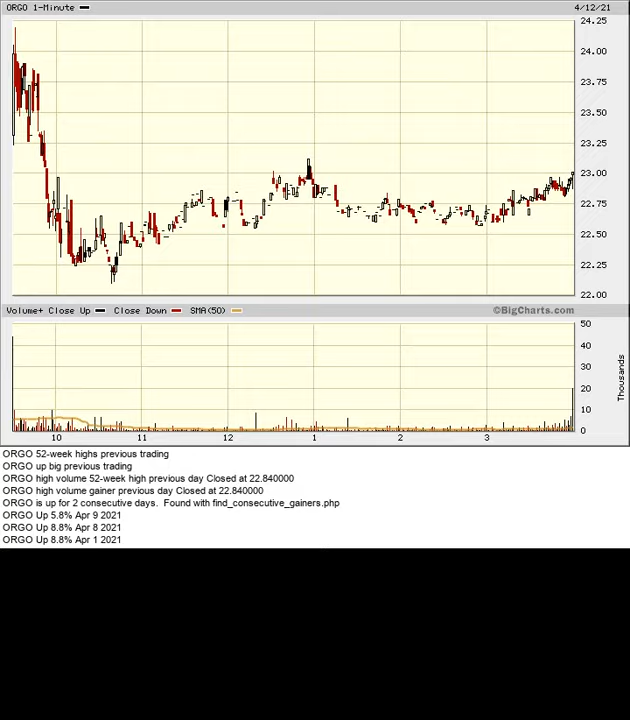 ORGO 1-Minute 4/12/21
24.25
24.00
23.75
23.50
23.25
23.00
22.75
22.50
22.25
22.00
Volume+ Close Up Close Down SMA(50) ©BigCharts.com
50
40
30
20
10
0
Thousands
10 11 12 1 2 3
ORGO 52-week highs previous trading
ORGO up big previous trading
ORGO high volume 52-week high previous day Closed at 22.840000
ORGO high volume gainer previous day Closed at 22.840000
ORGO is up for 2 consecutive days. Found with find_consecutive_gainers.php
ORGO Up 5.8% Apr 9 2021
ORGO Up 8.8% Apr 8 2021
ORGO Up 8.8% Apr 1 2021